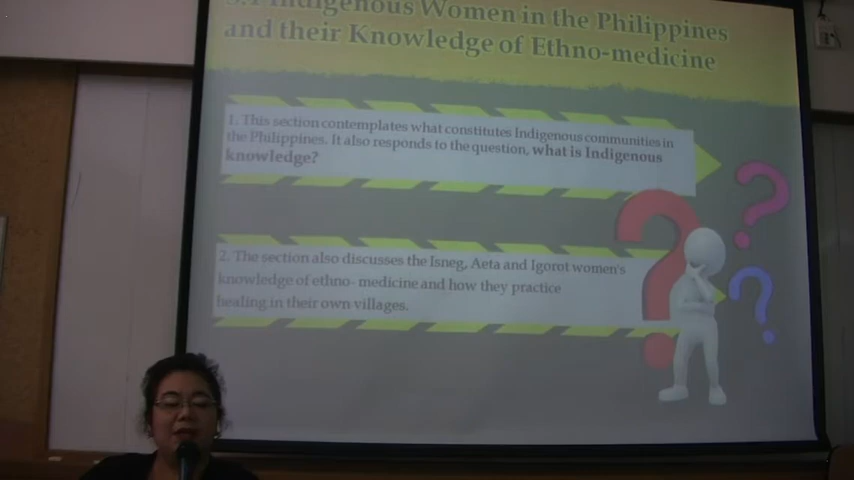 3.1 Indigenous Women in the Philippines
and their Knowledge of Ethno-medicine
1. This section contemplates what constitutes Indigenous communities in
the Philippines. It also responds to the question, what is Indigenous
knowledge?
2. The section also discusses the Isneg, Aeta and Igorot women's
knowledge of ethno- medicine and how they practice
healing in their own villages.